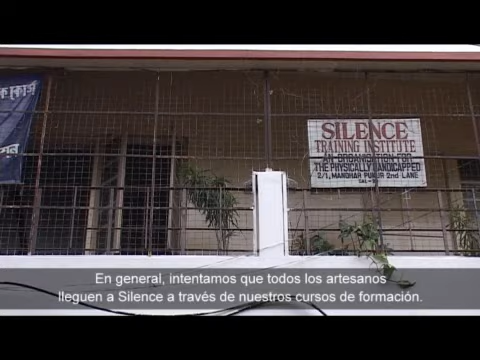 SILENCE
TRAINING INSTITUTE
AN ORGANISATION FOR
THE PHYSICALLY HANDICAPPED
2/1, MANOHAR PUKUR 2nd LANE
En general, intentamos que todos los artesanos
lleguen a Silence a través de nuestros cursos de formación.